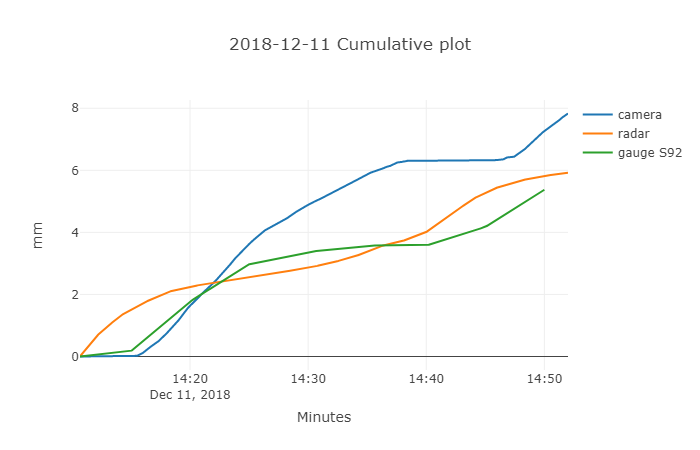 2018-12-11 Cumulative plot
camera
radar
gauge S92
mm
8
6
4
2
0
14:20
14:30
14:40
14:50
Dec 11, 2018
Minutes